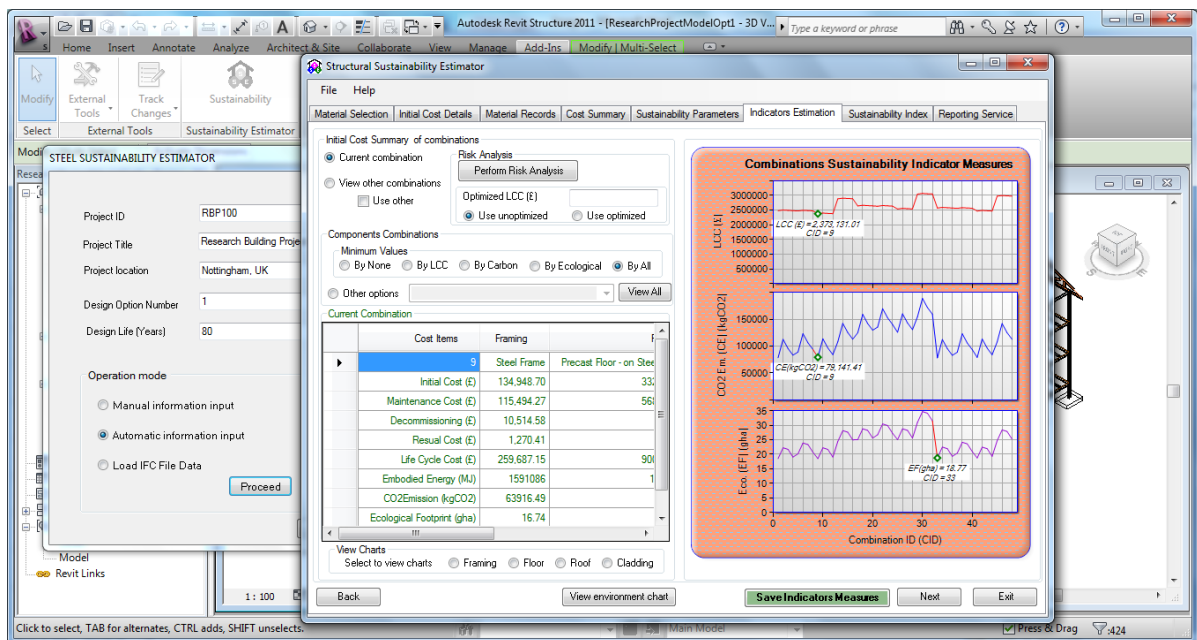 Autodesk Revit Structure 2011 - [ResearchProjectModelOpt1 - 3D V...
Type a keyword or phrase
Home Insert Annotate Analyze Architect & Site Collaborate View Manage Add-Ins Modify | Multi-Select
Modify
External Tools
Track Changes
Sustainability
Select External Tools Sustainability Estimator
Modi
Resea
STEEL SUSTAINABILITY ESTIMATOR
Project ID RBP100
Project Title Research Building Proje
Project location Nottingham, UK
Design Option Number 1
Design Life (Years) 80
Operation mode
Manual information input
Automatic information input
Load IFC File Data
Proceed
Model
Revit Links
1 : 100
Structural Sustainability Estimator
File Help
Material Selection Initial Cost Details Material Records Cost Summary Sustainability Parameters Indicators Estimation Sustainability Index Reporting Service
Initial Cost Summary of combinations
Current combination
View other combinations
Use other
Risk Analysis
Perform Risk Analysis
Optimized LCC (£)
Use unoptimized Use optimized
Components Combinations
Minimum Values
By None By LCC By Carbon By Ecological By All
Other options View All
Current Combination
Cost Items Framing F
9 Steel Frame Precast Floor - on Stee
Initial Cost (£) 134,948.70 332
Maintenance Cost (£) 115,494.27 568
Decommissioning (£) 10,514.58
Resual Cost (£) 1,270.41
Life Cycle Cost (£) 259,687.15 900
Embodied Energy (MJ) 1591086 1
CO2Emission (kgCO2) 63916.49
Ecological Footprint (gha) 16.74
View Charts
Select to view charts Framing Floor Roof Cladding
Back View environment chart Save Indicators Measures Next Exit
Combinations Sustainability Indicator Measures
LCC (£)
3000000
2500000
1500000
1000000
500000
LCC (£) =2,373,131.01
CID =9
CO2 Em. (CE) (kgCO2)
150000
100000
50000
CE(kgCO2) =79,141.41
CID =9
Eco. (EF) (gha)
35
30
25
20
15
10
5
0
EF(gha) =18.77
CID =33
0 10 20 30 40
Combination ID (CID)
TOP
Click to select, TAB for alternates, CTRL adds, SHIFT unselects.
Main Model
Press & Drag
:424